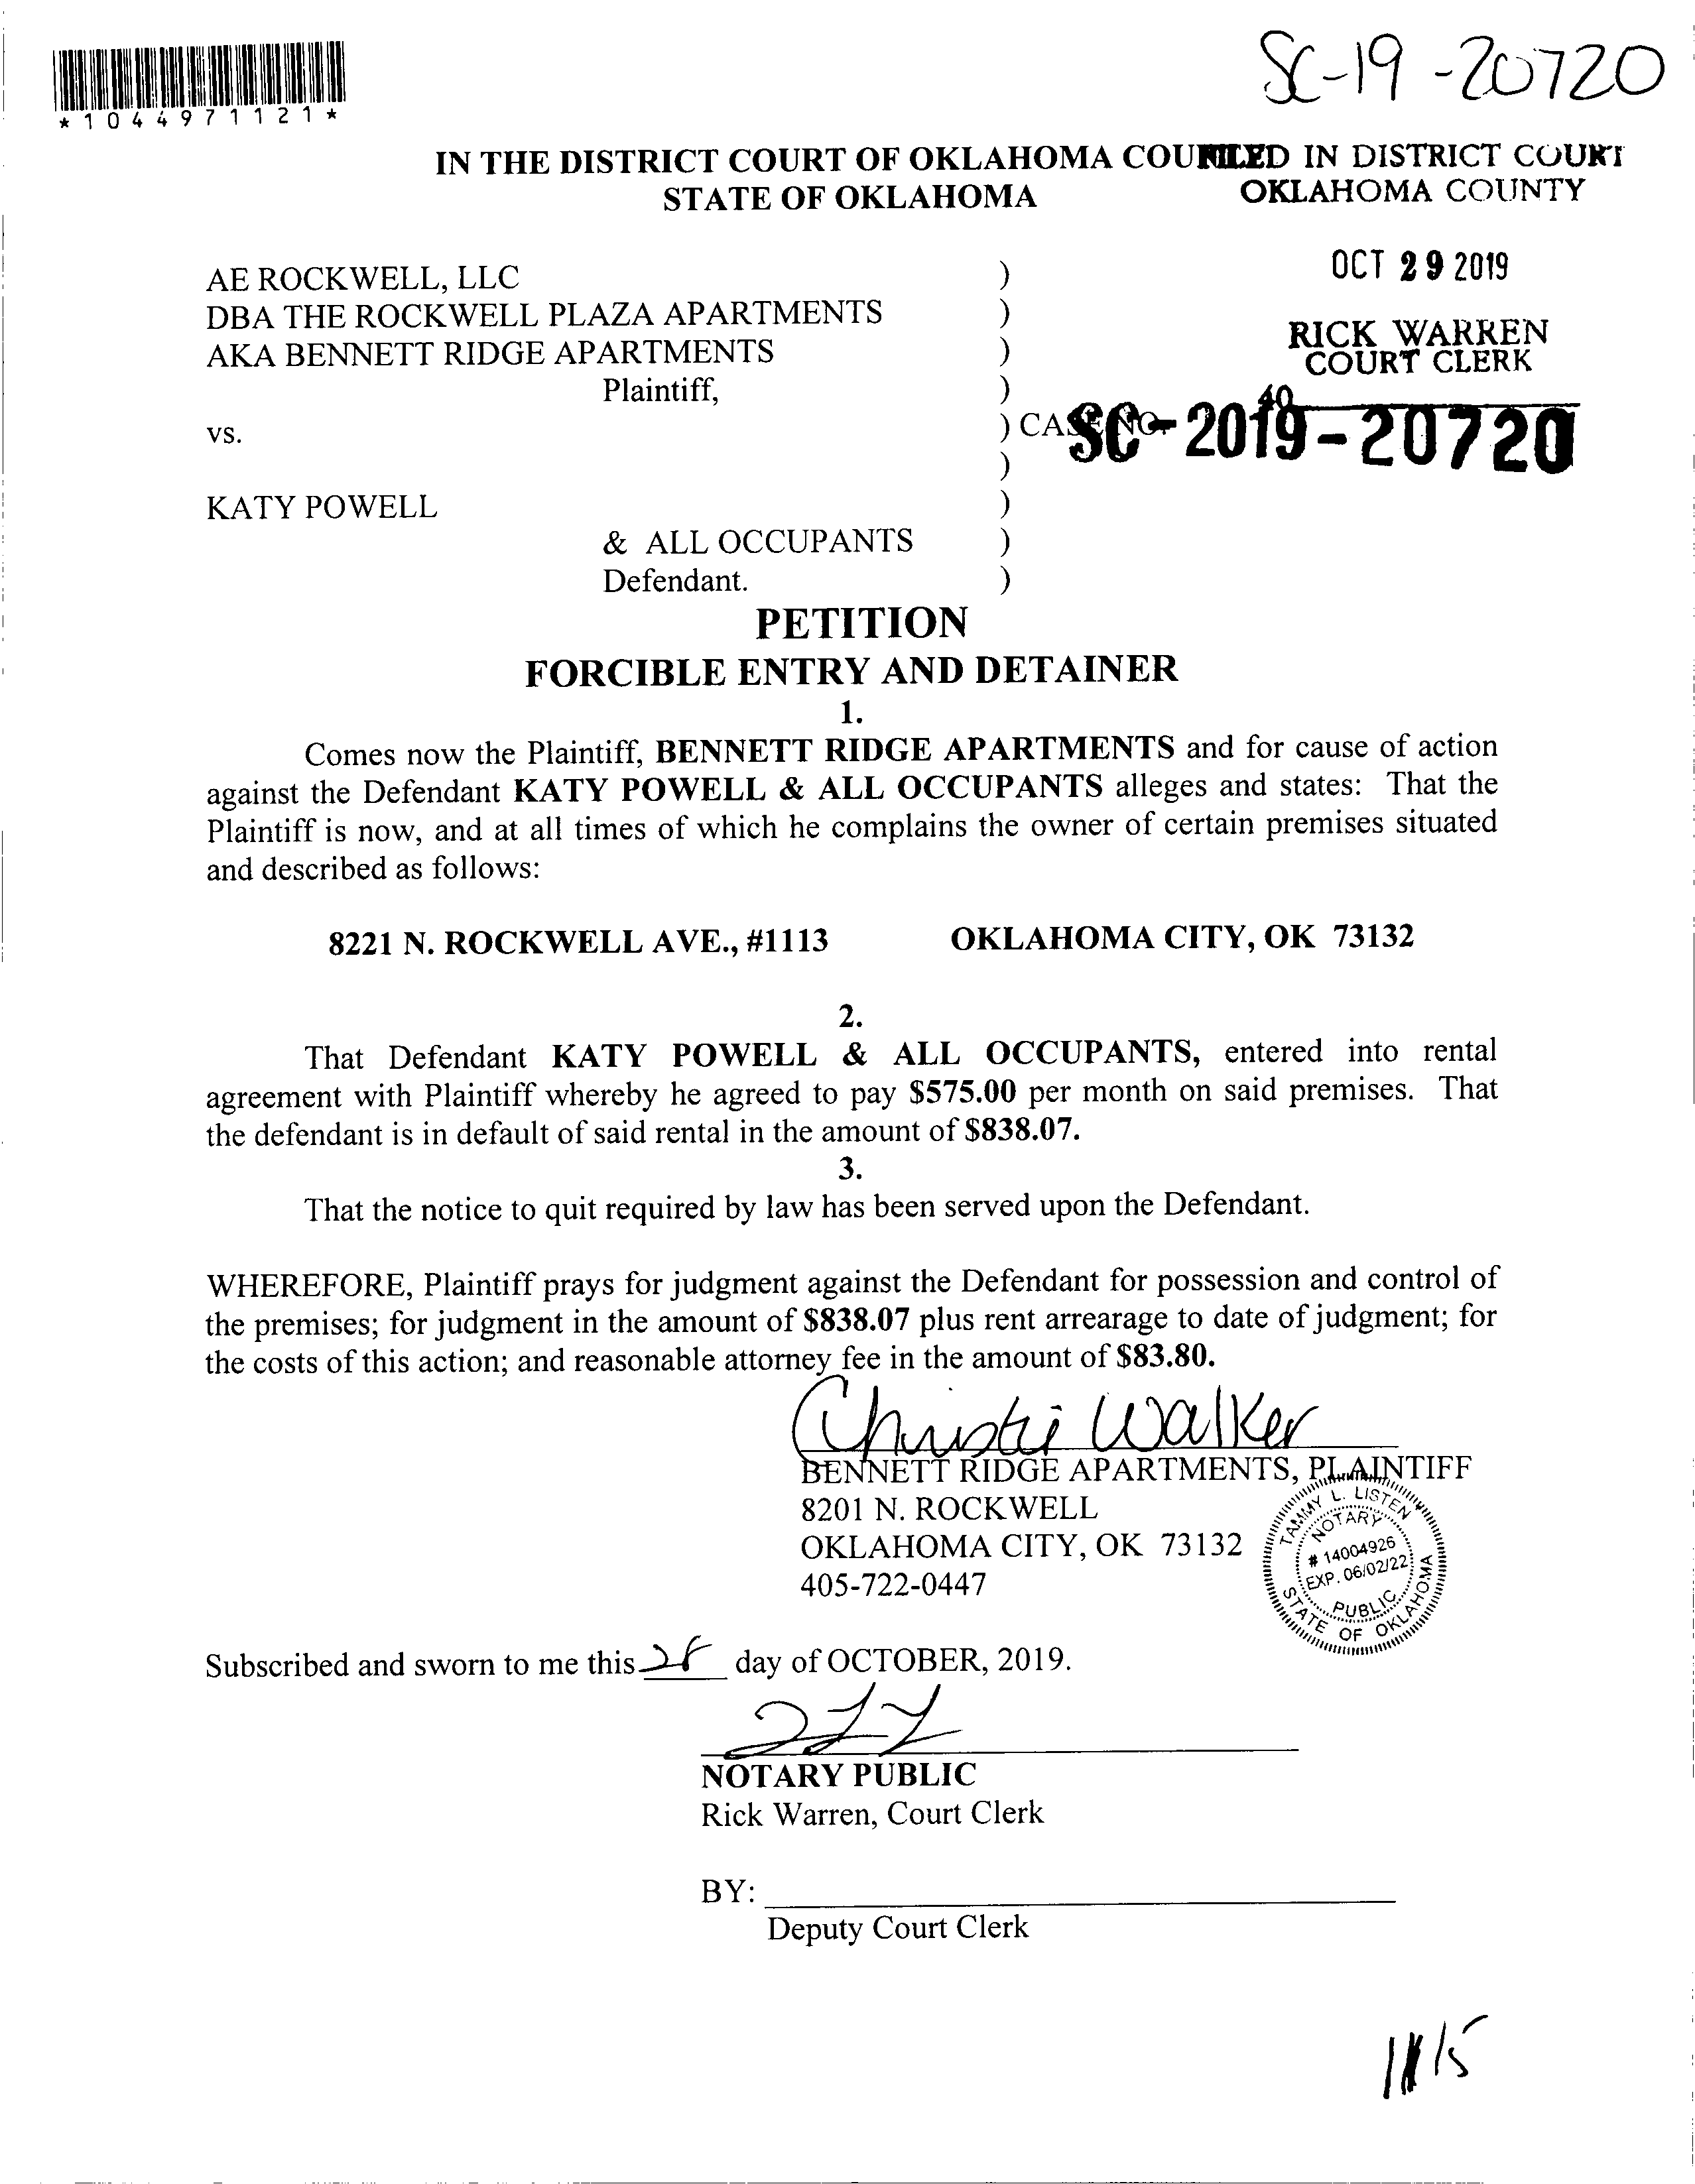 SC-19-20720
*1044971121*
IN THE DISTRICT COURT OF OKLAHOMA COU
FILED IN DISTRICT COURT
STATE OF OKLAHOMA
OKLAHOMA COUNTY
OCT 29 2019
AE ROCKWELL, LLC )
DBA THE ROCKWELL PLAZA APARTMENTS )
RICK WARREN
AKA BENNETT RIDGE APARTMENTS )
COURT CLERK
Plaintiff, )
40
vs. ) CASE NO.
SC-2019-20720
)
KATY POWELL )
& ALL OCCUPANTS )
Defendant. )
PETITION
FORCIBLE ENTRY AND DETAINER
1.
Comes now the Plaintiff, BENNETT RIDGE APARTMENTS and for cause of action
against the Defendant KATY POWELL & ALL OCCUPANTS alleges and states: That the
Plaintiff is now, and at all times of which he complains the owner of certain premises situated
and described as follows:
8221 N. ROCKWELL AVE., #1113 OKLAHOMA CITY, OK 73132
2.
That Defendant KATY POWELL & ALL OCCUPANTS, entered into rental
agreement with Plaintiff whereby he agreed to pay $575.00 per month on said premises. That
the defendant is in default of said rental in the amount of $838.07.
3.
That the notice to quit required by law has been served upon the Defendant.
WHEREFORE, Plaintiff prays for judgment against the Defendant for possession and control of
the premises; for judgment in the amount of $838.07 plus rent arrearage to date of judgment; for
the costs of this action; and reasonable attorney fee in the amount of $83.80.
Christie Walker
BENNETT RIDGE APARTMENTS, PLAINTIFF
8201 N. ROCKWELL
OKLAHOMA CITY, OK 73132
405-722-0447
TAMMY L. LISTEN
NOTARY
# 14004926
EXP. 06/02/22
PUBLIC
STATE OF OKLAHOMA
Subscribed and sworn to me this 28 day of OCTOBER, 2019.
NOTARY PUBLIC
Rick Warren, Court Clerk
BY:
Deputy Court Clerk